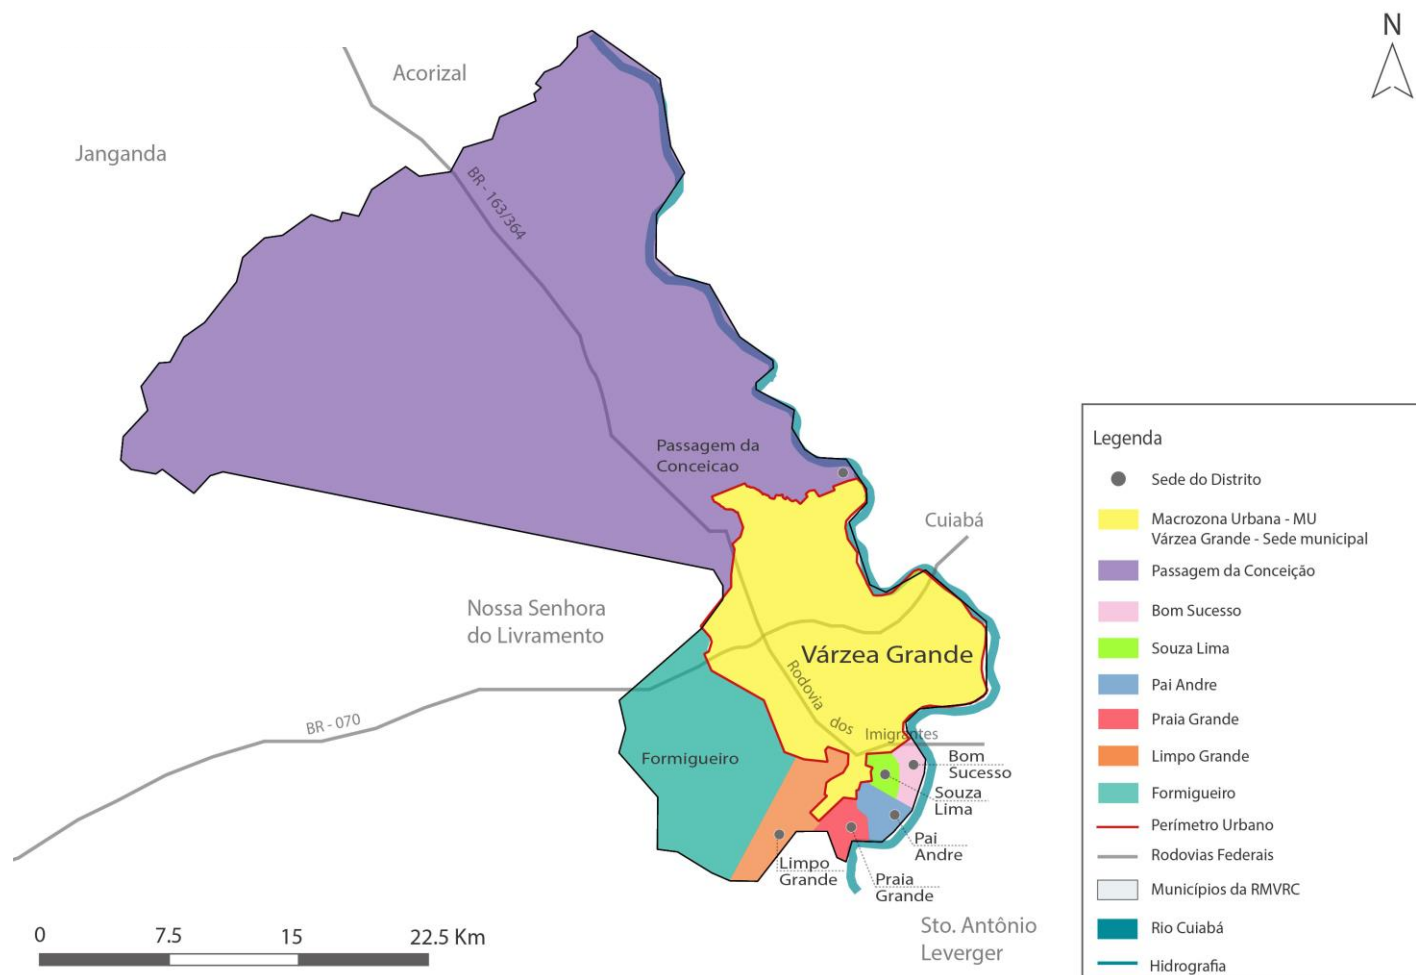 N
Acorizal
Janganda
BR - 163/364
Passagem da
Conceicao
Cuiabá
Nossa Senhora
do Livramento
Várzea Grande
Rodovia dos Imigrantes
BR - 070
Formigueiro
Bom
Sucesso
Souza
Lima
Pai
Andre
Limpo
Grande
Praia
Grande
Sto. Antônio
Leverger
0 7.5 15 22.5 Km
Legenda
Sede do Distrito
Macrozona Urbana - MU
Várzea Grande - Sede municipal
Passagem da Conceição
Bom Sucesso
Souza Lima
Pai Andre
Praia Grande
Limpo Grande
Formigueiro
Perímetro Urbano
Rodovias Federais
Municípios da RMVRC
Rio Cuiabá
Hidrografia